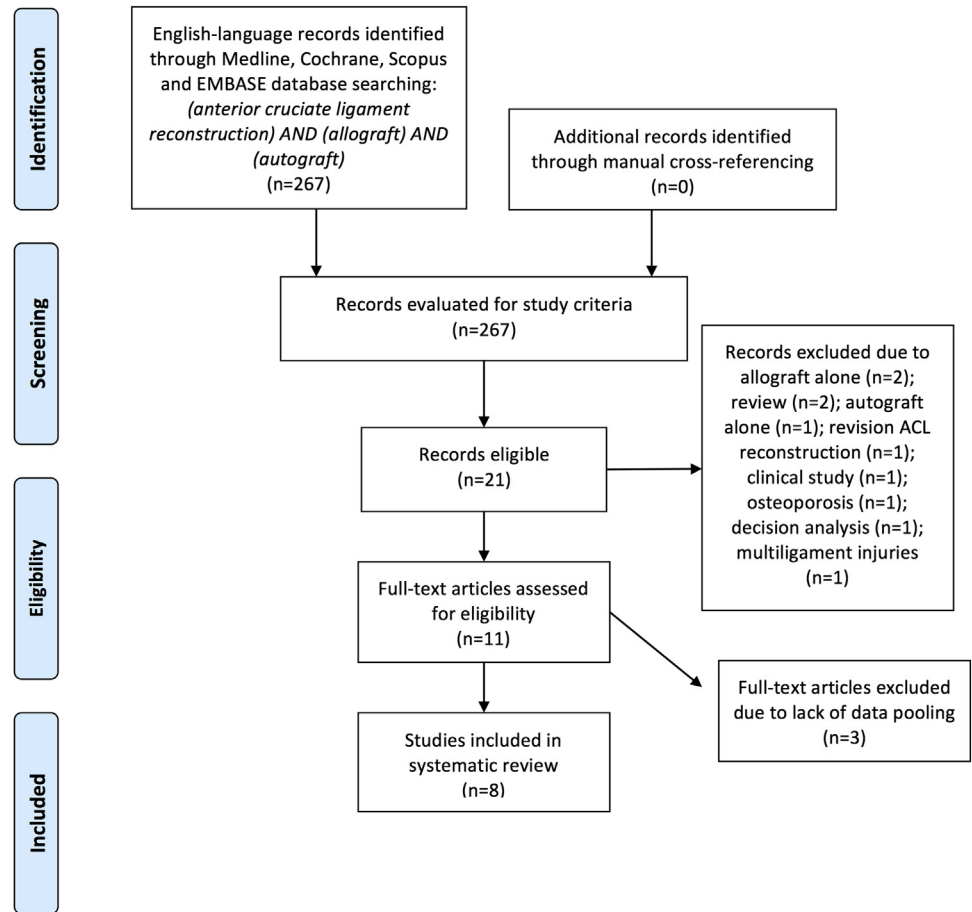 Identification
English-language records identified
through Medline, Cochrane, Scopus
and EMBASE database searching:
(anterior cruciate ligament
reconstruction) AND (allograft) AND
(autograft)
(n=267)
Additional records identified
through manual cross-referencing
(n=0)
Screening
Records evaluated for study criteria
(n=267)
Records excluded due to
allograft alone (n=2);
review (n=2); autograft
alone (n=1); revision ACL
reconstruction (n=1);
clinical study (n=1);
osteoporosis (n=1);
decision analysis (n=1);
multiligament injuries
(n=1)
Records eligible
(n=21)
Eligibility
Full-text articles assessed
for eligibility
(n=11)
Full-text articles excluded
due to lack of data pooling
(n=3)
Included
Studies included in
systematic review
(n=8)